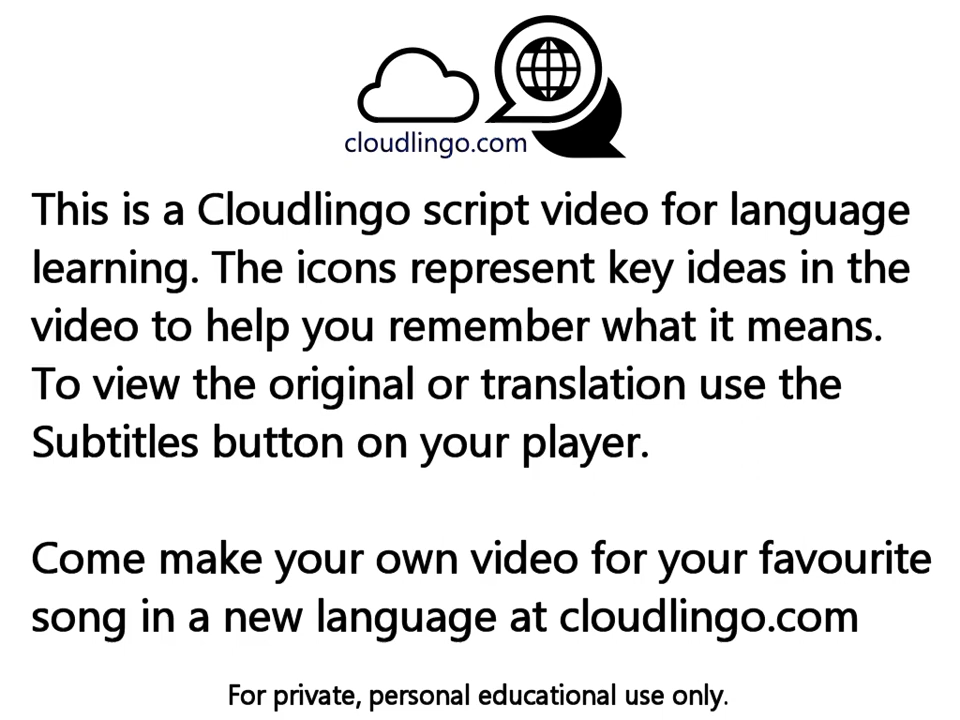 cloudlingo.com
This is a Cloudlingo script video for language
learning. The icons represent key ideas in the
video to help you remember what it means.
To view the original or translation use the
Subtitles button on your player.
Come make your own video for your favourite
song in a new language at cloudlingo.com
For private, personal educational use only.